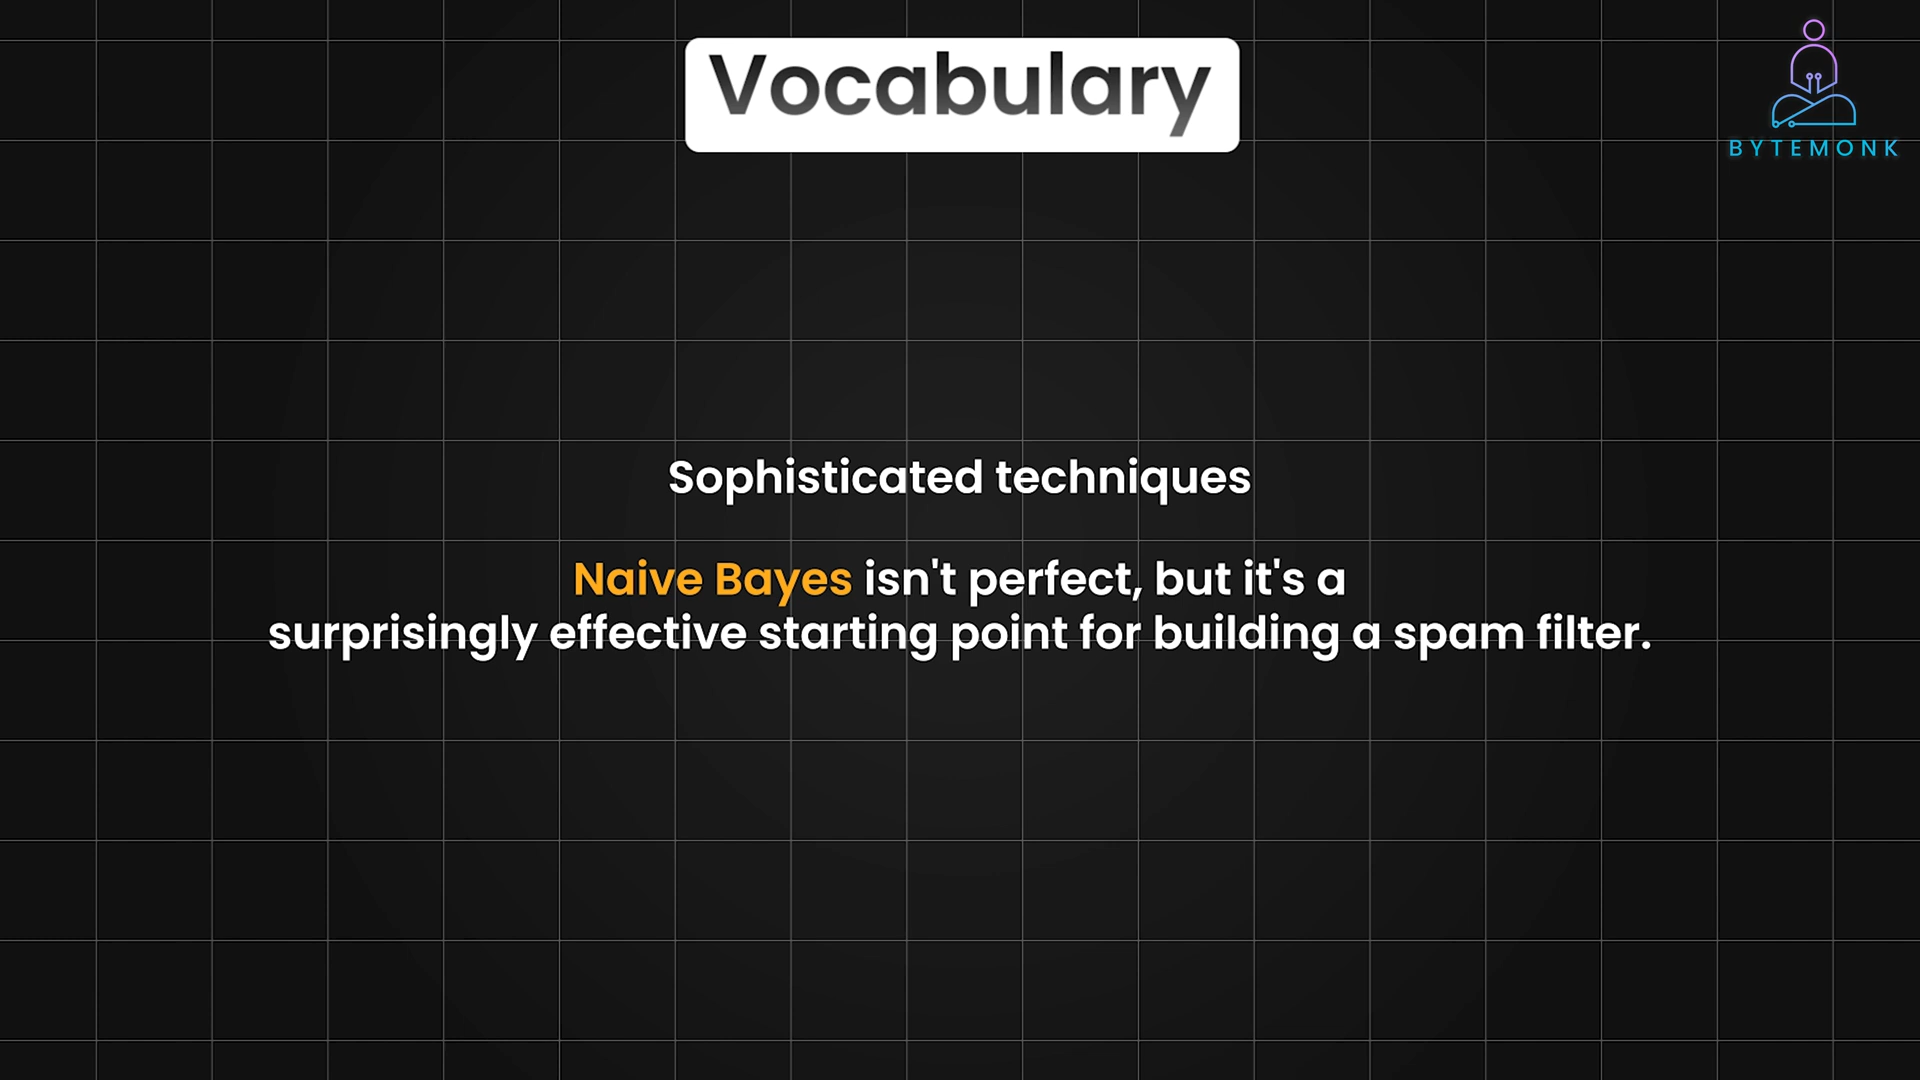 Vocabulary
BYTEMONK
Sophisticated techniques
Naive Bayes isn't perfect, but it's a
surprisingly effective starting point for building a spam filter.